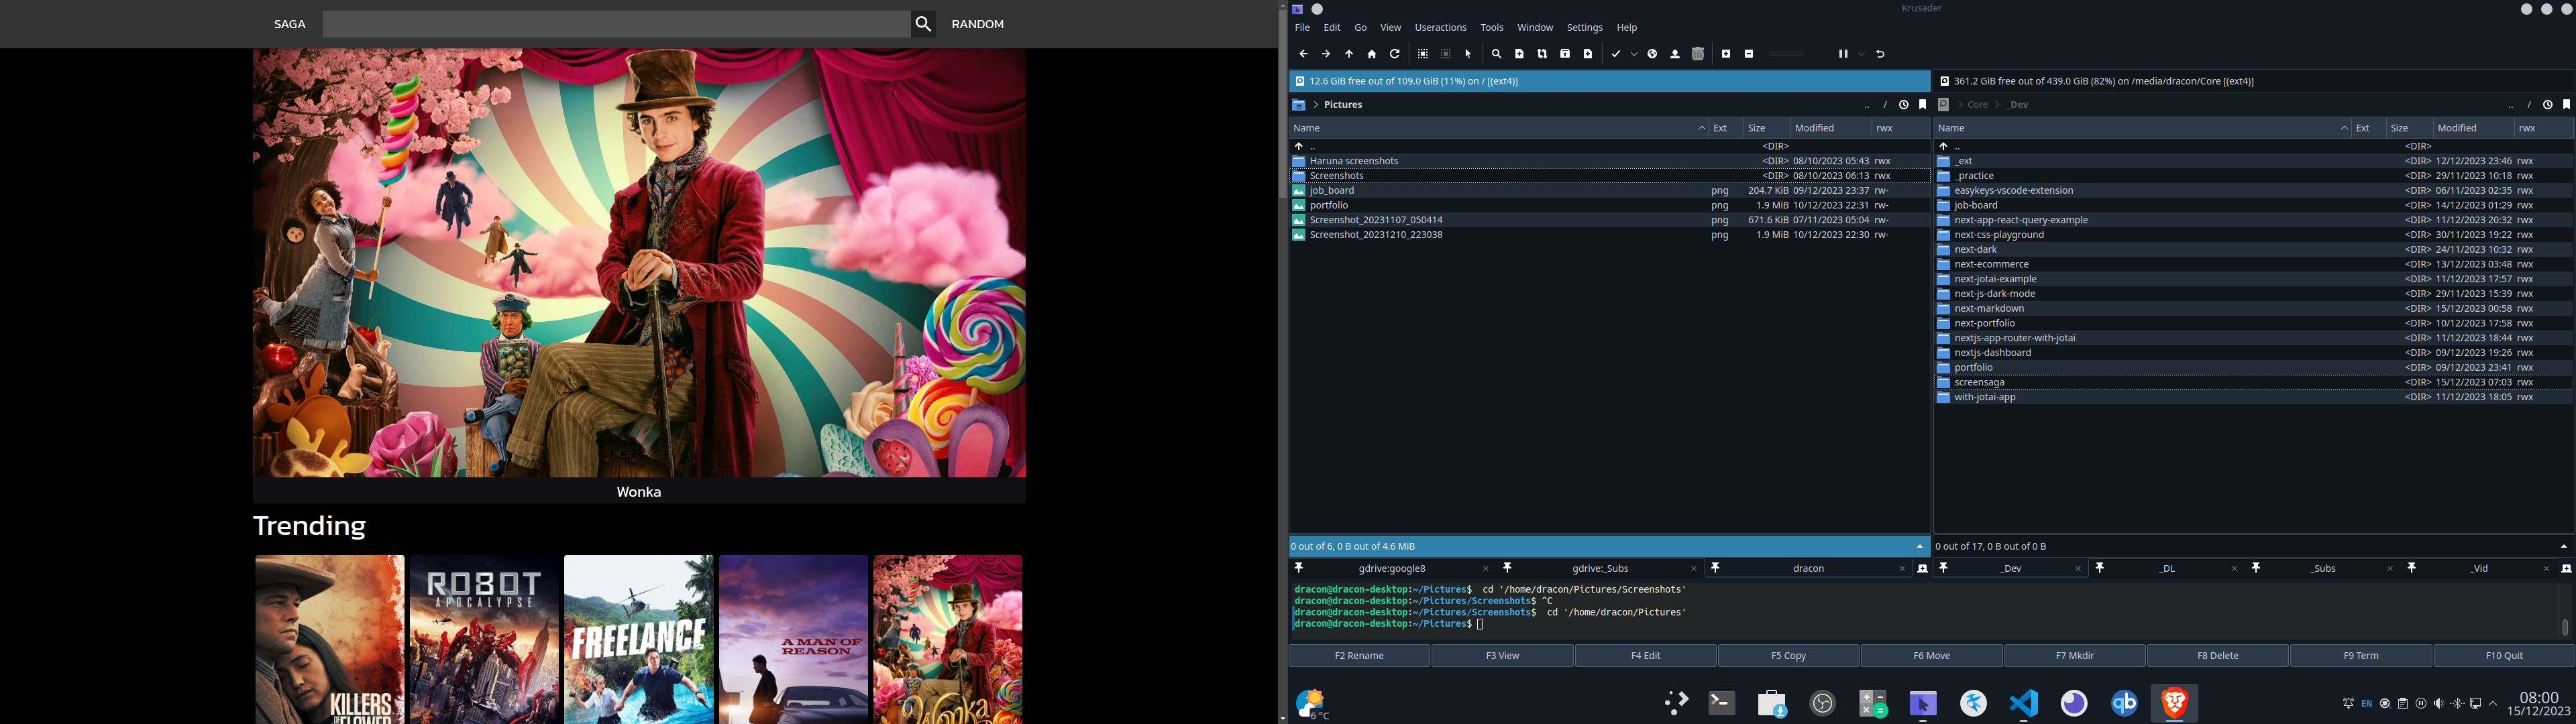 SAGA
RANDOM
Wonka
Trending
KILLERS
OF FLOWER
ROBOT
APOCALYPSE
FREELANCE
A MAN OF
REASON
Wonka
Krusader
File Edit Go View Useractions Tools Window Settings Help
12.6 GiB free out of 109.0 GiB (11%) on / [(ext4)]
> Pictures .. /
Name Ext Size Modified rwx
.. <DIR>
Haruna screenshots <DIR> 08/10/2023 05:43 rwx
Screenshots <DIR> 08/10/2023 06:13 rwx
job_board png 204.7 KiB 09/12/2023 23:37 rw-
portfolio png 1.9 MiB 10/12/2023 22:31 rw-
Screenshot_20231107_050414 png 671.6 KiB 07/11/2023 05:04 rw-
Screenshot_20231210_223038 png 1.9 MiB 10/12/2023 22:30 rw-
0 out of 6, 0 B out of 4.6 MiB
gdrive:google8 gdrive:_Subs dracon
361.2 GiB free out of 439.0 GiB (82%) on /media/dracon/Core [(ext4)]
> Core > _Dev .. /
Name Ext Size Modified rwx
.. <DIR>
_ext <DIR> 12/12/2023 23:46 rwx
_practice <DIR> 29/11/2023 10:18 rwx
easykeys-vscode-extension <DIR> 06/11/2023 02:35 rwx
job-board <DIR> 14/12/2023 01:29 rwx
next-app-react-query-example <DIR> 11/12/2023 20:32 rwx
next-css-playground <DIR> 30/11/2023 19:22 rwx
next-dark <DIR> 24/11/2023 10:32 rwx
next-ecommerce <DIR> 13/12/2023 03:48 rwx
next-jotai-example <DIR> 11/12/2023 17:57 rwx
next-js-dark-mode <DIR> 29/11/2023 15:39 rwx
next-markdown <DIR> 15/12/2023 00:58 rwx
next-portfolio <DIR> 10/12/2023 17:58 rwx
nextjs-app-router-with-jotai <DIR> 11/12/2023 18:44 rwx
nextjs-dashboard <DIR> 09/12/2023 19:26 rwx
portfolio <DIR> 09/12/2023 23:41 rwx
screensaga <DIR> 15/12/2023 07:03 rwx
with-jotai-app <DIR> 11/12/2023 18:05 rwx
0 out of 17, 0 B out of 0 B
_Dev _DL _Subs _Vid
dracon@dracon-desktop:~/Pictures$ cd '/home/dracon/Pictures/Screenshots'
dracon@dracon-desktop:~/Pictures/Screenshots$ ^C
dracon@dracon-desktop:~/Pictures/Screenshots$ cd '/home/dracon/Pictures'
dracon@dracon-desktop:~/Pictures$
F2 Rename F3 View F4 Edit F5 Copy F6 Move F7 Mkdir F8 Delete F9 Term F10 Quit
6 °C
qb
EN
08:00
15/12/2023